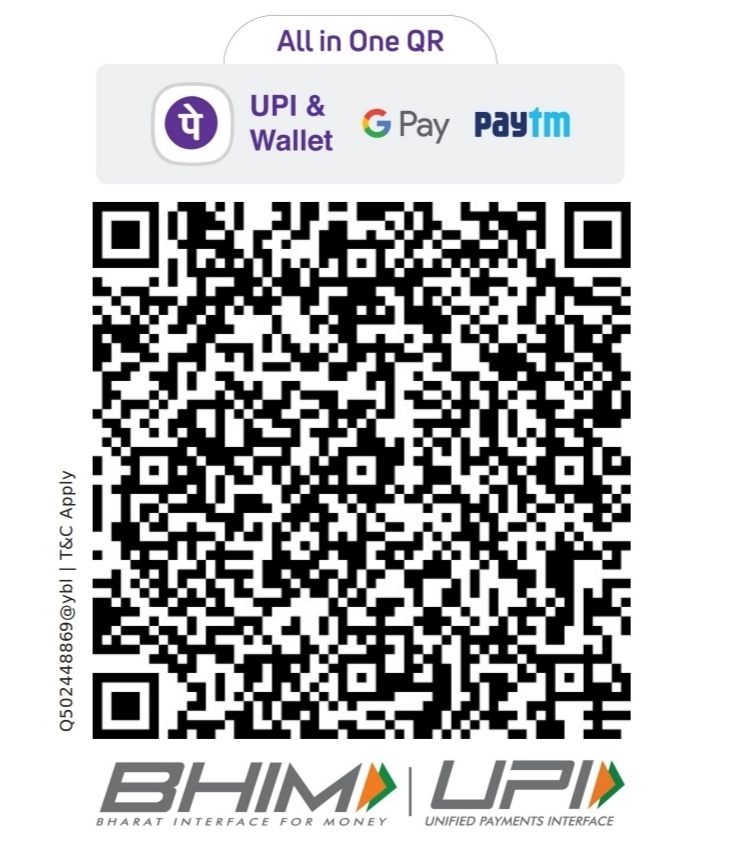 All in One QR
पे
UPI &
Wallet
G Pay
paytm
Q502448869@ybl | T&C Apply
BHIM
BHARAT INTERFACE FOR MONEY
UPI
UNIFIED PAYMENTS INTERFACE